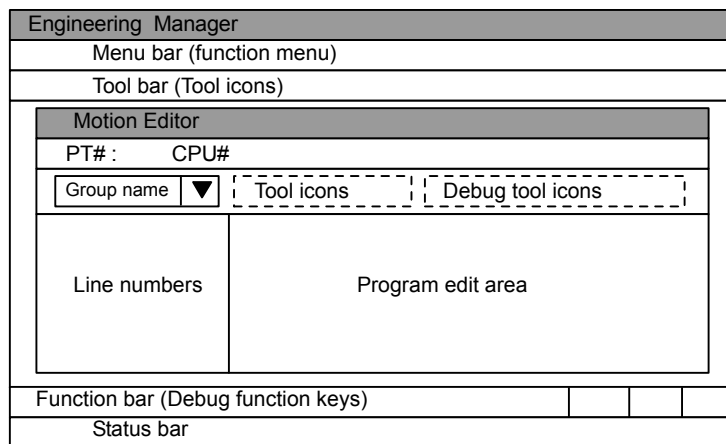 Engineering Manager
Menu bar (function menu)
Tool bar (Tool icons)
Motion Editor
PT# : CPU#
Group name Tool icons Debug tool icons
Line numbers Program edit area
Function bar (Debug function keys)
Status bar